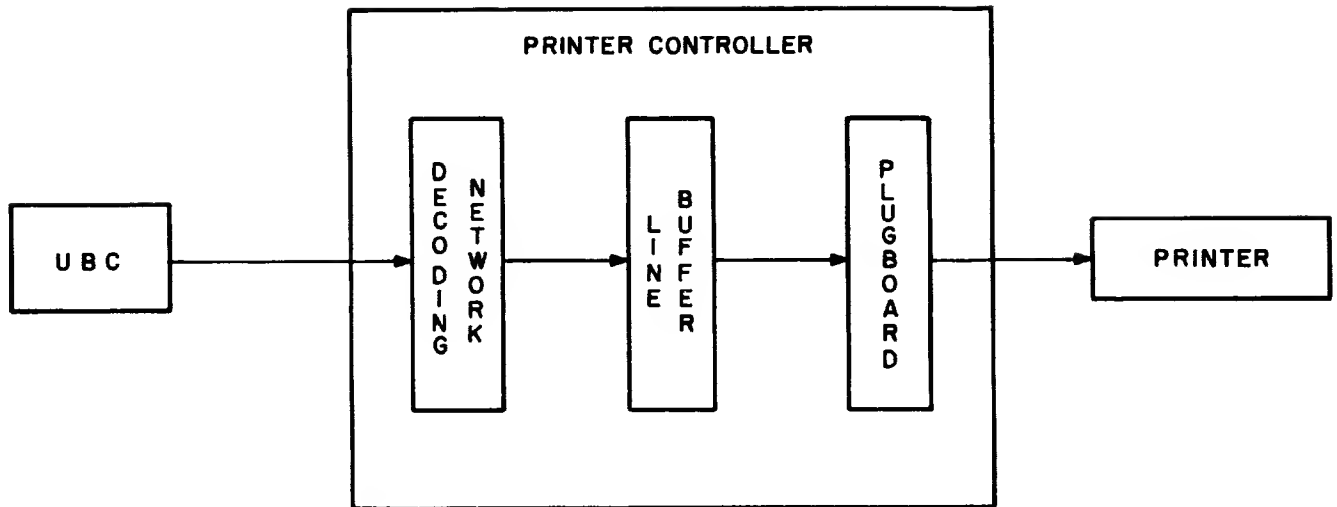 PRINTER CONTROLLER
UBC
DECODING
NETWORK
LINE
BUFFER
PLUGBOARD
PRINTER